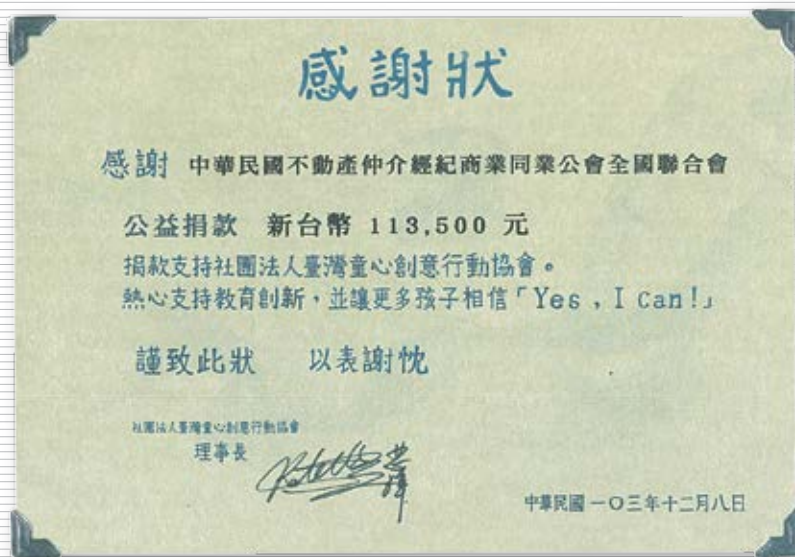 感謝狀
感謝 中華民國不動產仲介經紀商業同業公會全國聯合會
公益捐款 新台幣 113,500 元
捐款支持社團法人臺灣童心創意行動協會。
熱心支持教育創新，並讓更多孩子相信「Yes，I Can！」
謹致此狀 以表謝忱
社團法人臺灣童心創意行動協會
理事長
中華民國一〇三年十二月八日